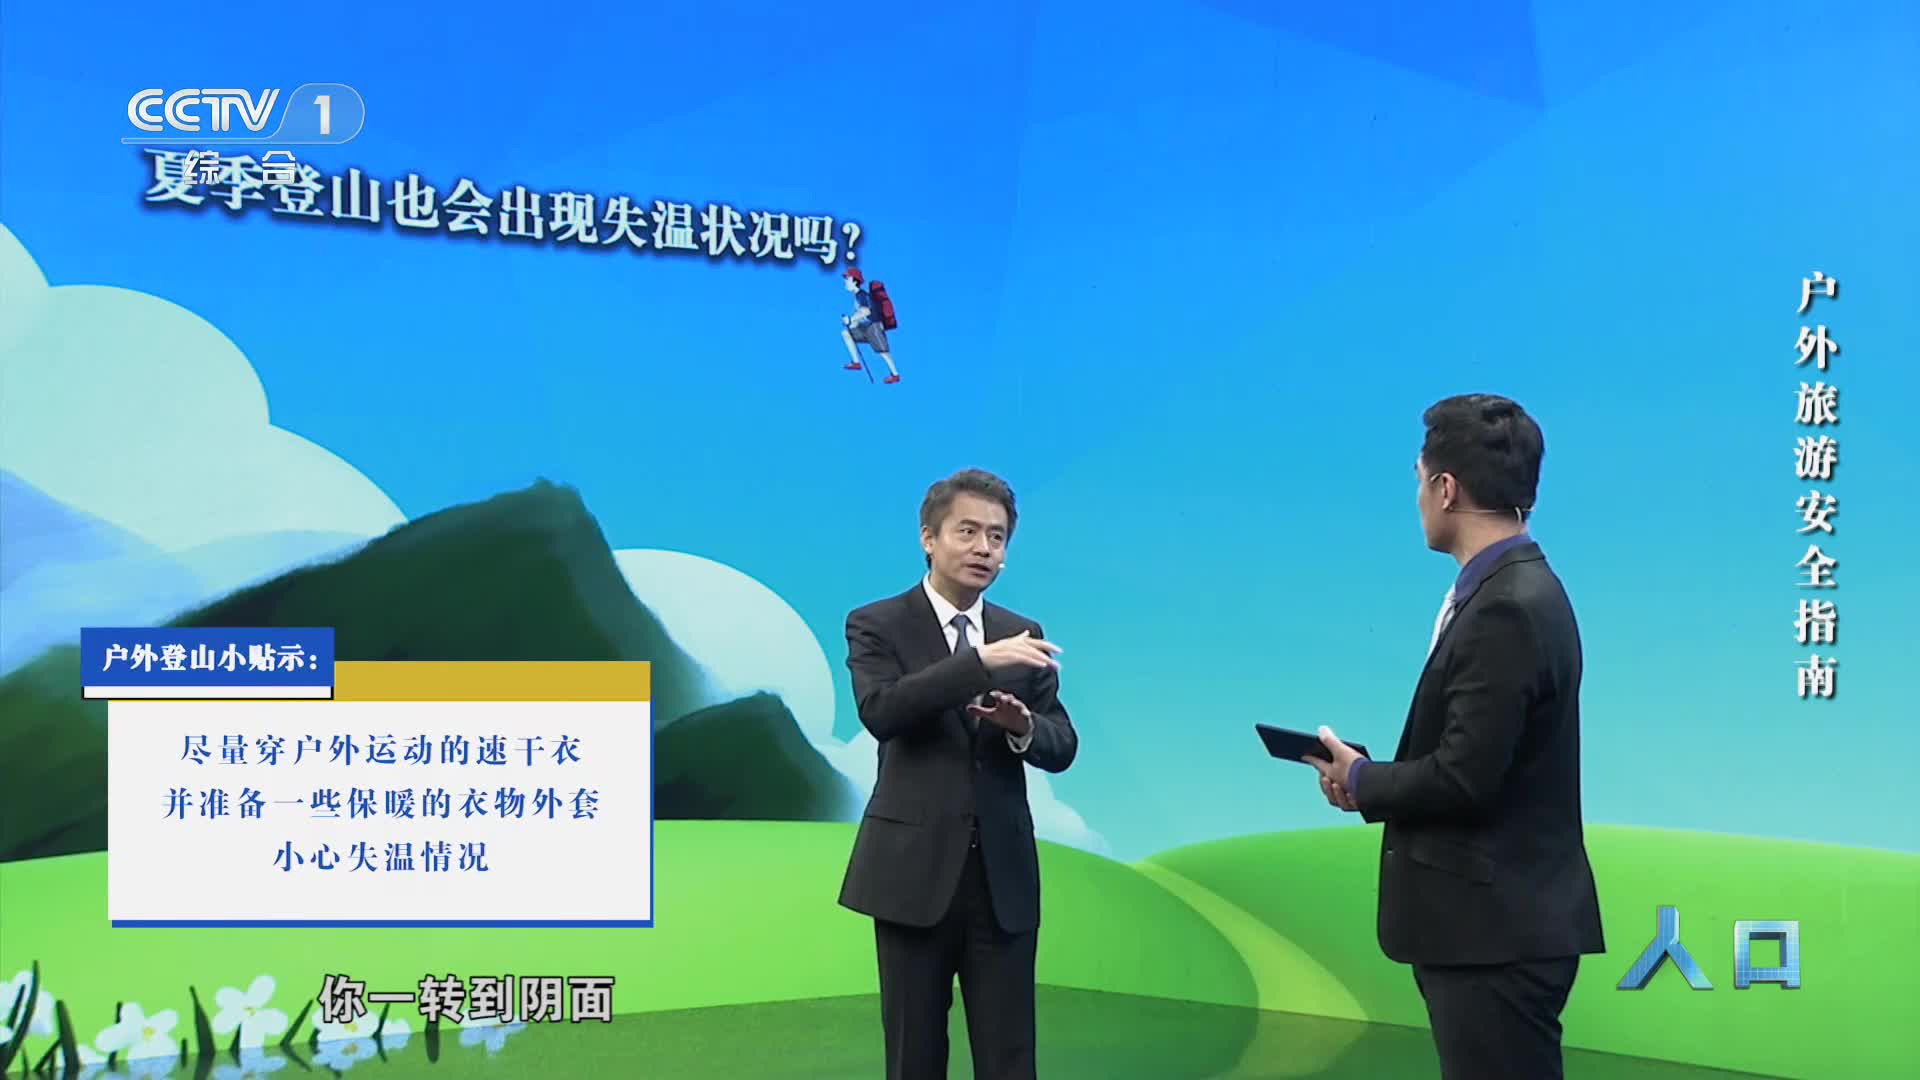 CCTV 1
综合
夏季登山也会出现失温状况吗？
户外旅游安全指南
户外登山小贴示：
尽量穿户外运动的速干衣
并准备一些保暖的衣物外套
小心失温情况
人口
你一转到阴面